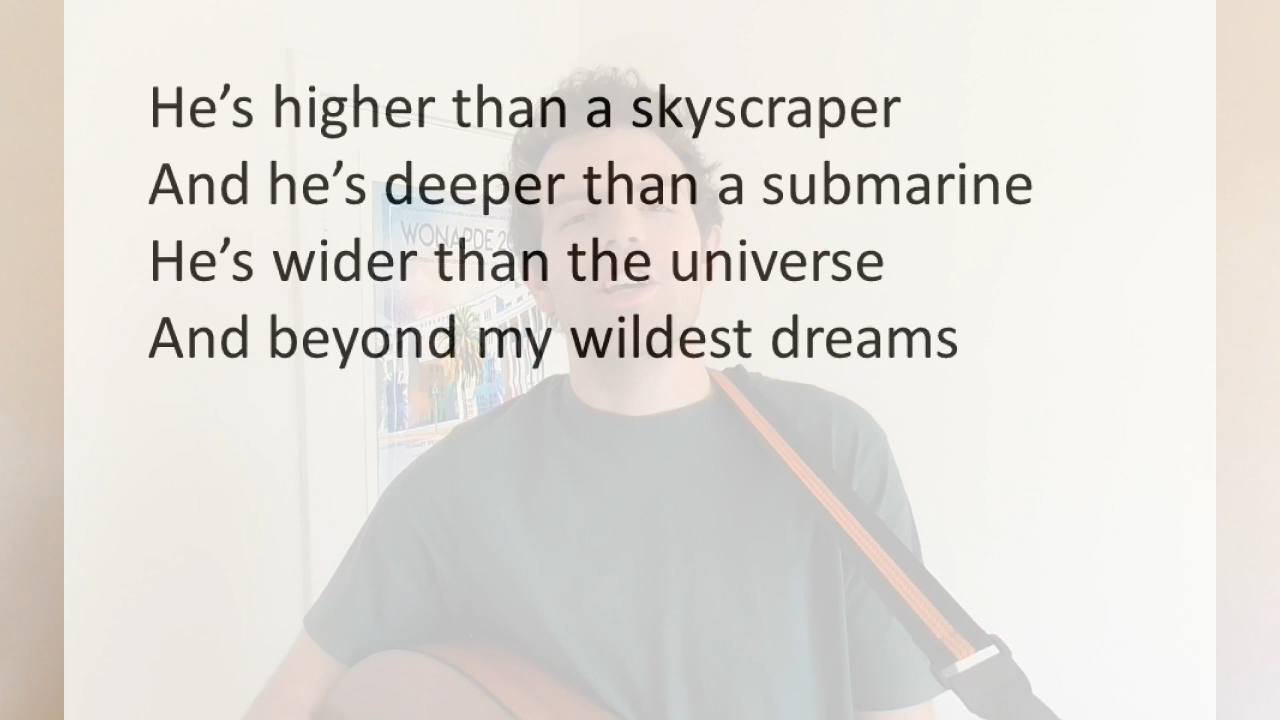 He's higher than a skyscraper
And he's deeper than a submarine
He's wider than the universe
And beyond my wildest dreams